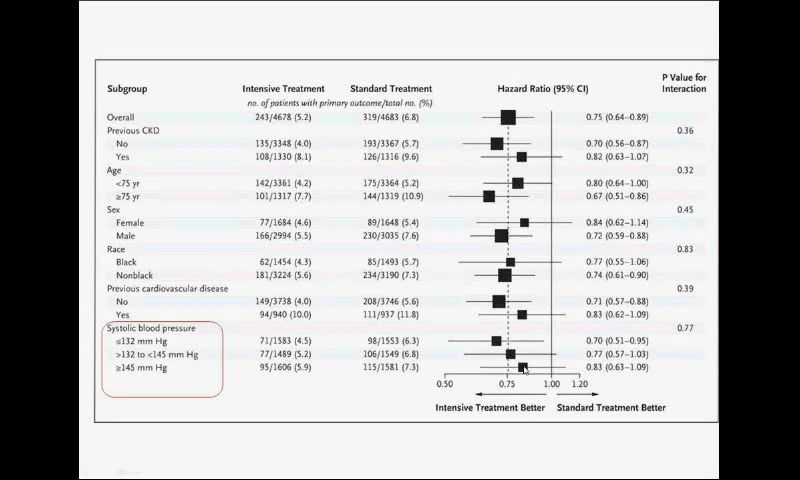 P Value for
Subgroup Intensive Treatment Standard Treatment Hazard Ratio (95% CI) Interaction
no. of patients with primary outcome/total no. (%)
Overall 243/4678 (5.2) 319/4683 (6.8) 0.75 (0.64–0.89)
Previous CKD 0.36
No 135/3348 (4.0) 193/3367 (5.7) 0.70 (0.56–0.87)
Yes 108/1330 (8.1) 126/1316 (9.6) 0.82 (0.63–1.07)
Age 0.32
<75 yr 142/3361 (4.2) 175/3364 (5.2) 0.80 (0.64–1.00)
≥75 yr 101/1317 (7.7) 144/1319 (10.9) 0.67 (0.51–0.86)
Sex 0.45
Female 77/1684 (4.6) 89/1648 (5.4) 0.84 (0.62–1.14)
Male 166/2994 (5.5) 230/3035 (7.6) 0.72 (0.59–0.88)
Race 0.83
Black 62/1454 (4.3) 85/1493 (5.7) 0.77 (0.55–1.06)
Nonblack 181/3224 (5.6) 234/3190 (7.3) 0.74 (0.61–0.90)
Previous cardiovascular disease 0.39
No 149/3738 (4.0) 208/3746 (5.6) 0.71 (0.57–0.88)
Yes 94/940 (10.0) 111/937 (11.8) 0.83 (0.62–1.09)
Systolic blood pressure 0.77
≤132 mm Hg 71/1583 (4.5) 98/1553 (6.3) 0.70 (0.51–0.95)
>132 to <145 mm Hg 77/1489 (5.2) 106/1549 (6.8) 0.77 (0.57–1.03)
≥145 mm Hg 95/1606 (5.9) 115/1581 (7.3) 0.83 (0.63–1.09)
0.50 0.75 1.00 1.20
Intensive Treatment Better Standard Treatment Better